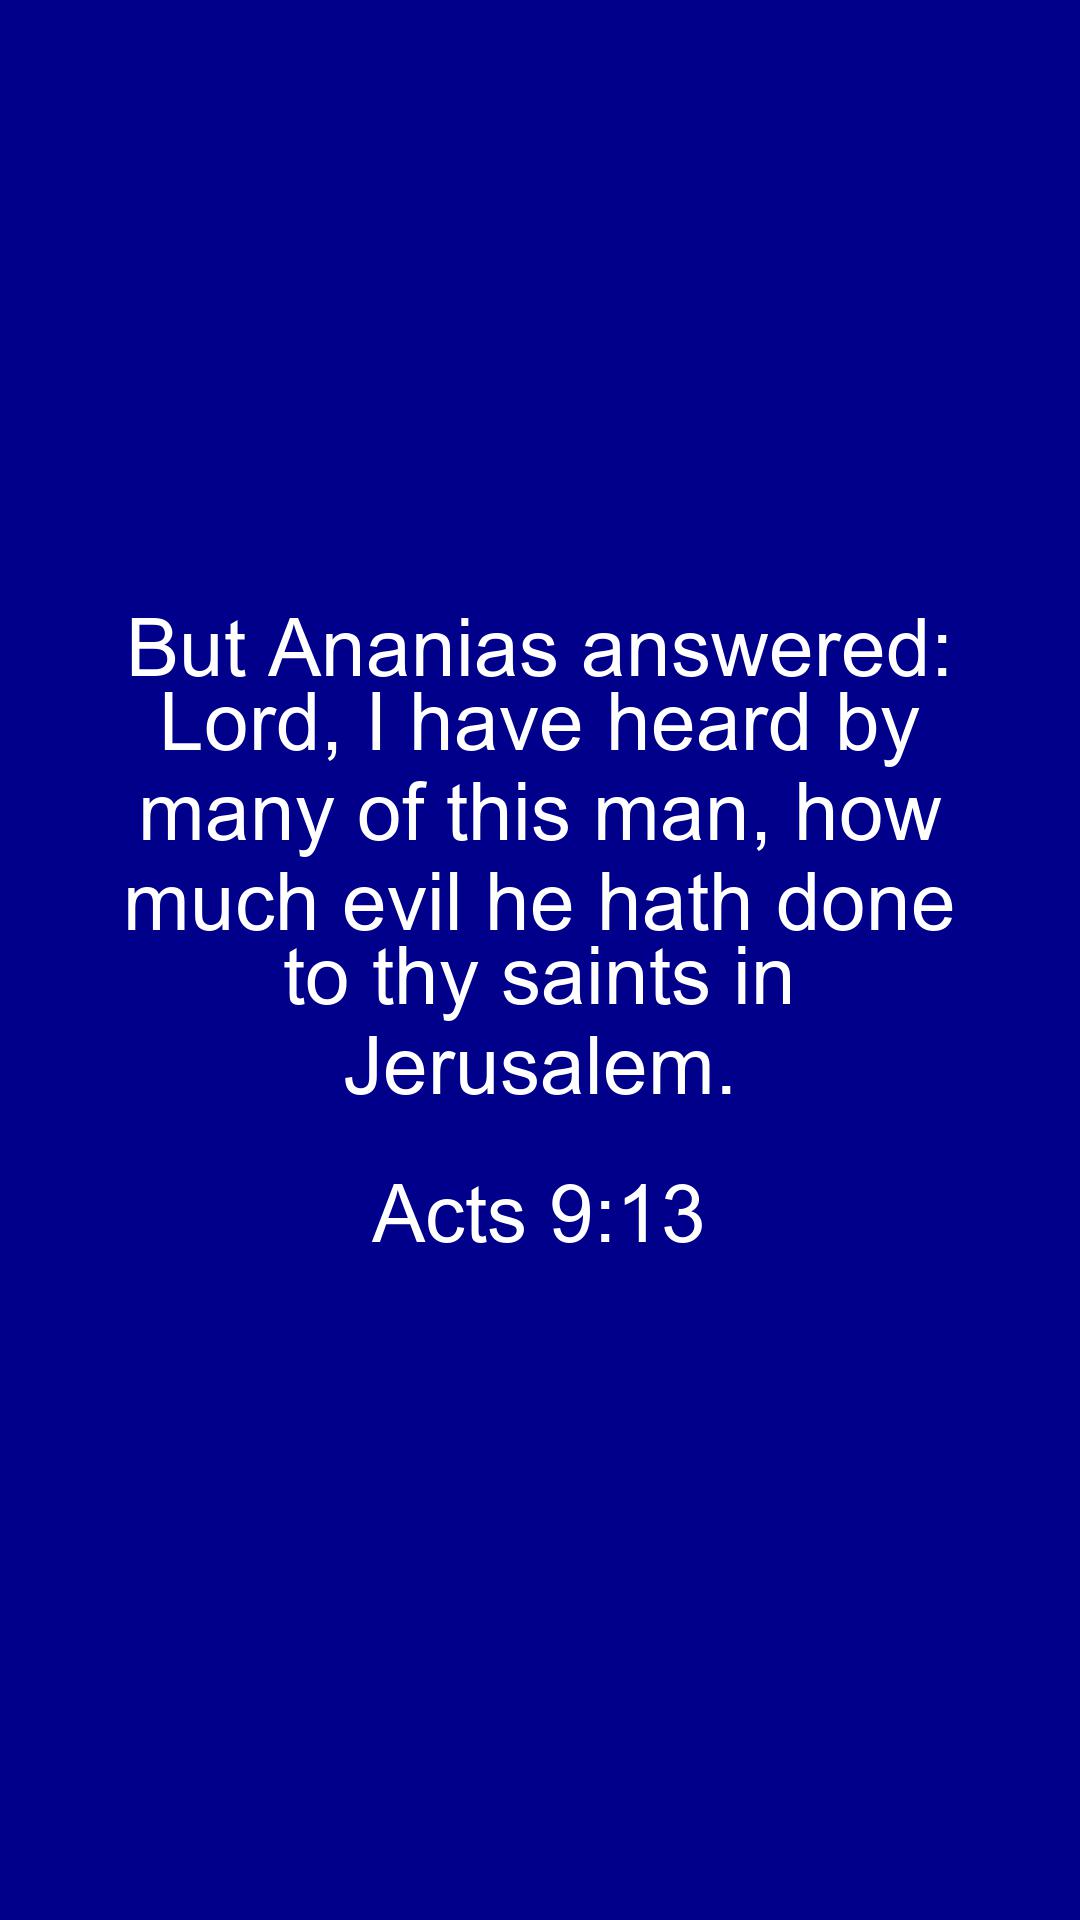 But Ananias answered:
Lord, I have heard by
many of this man, how
much evil he hath done
to thy saints in
Jerusalem.
Acts 9:13